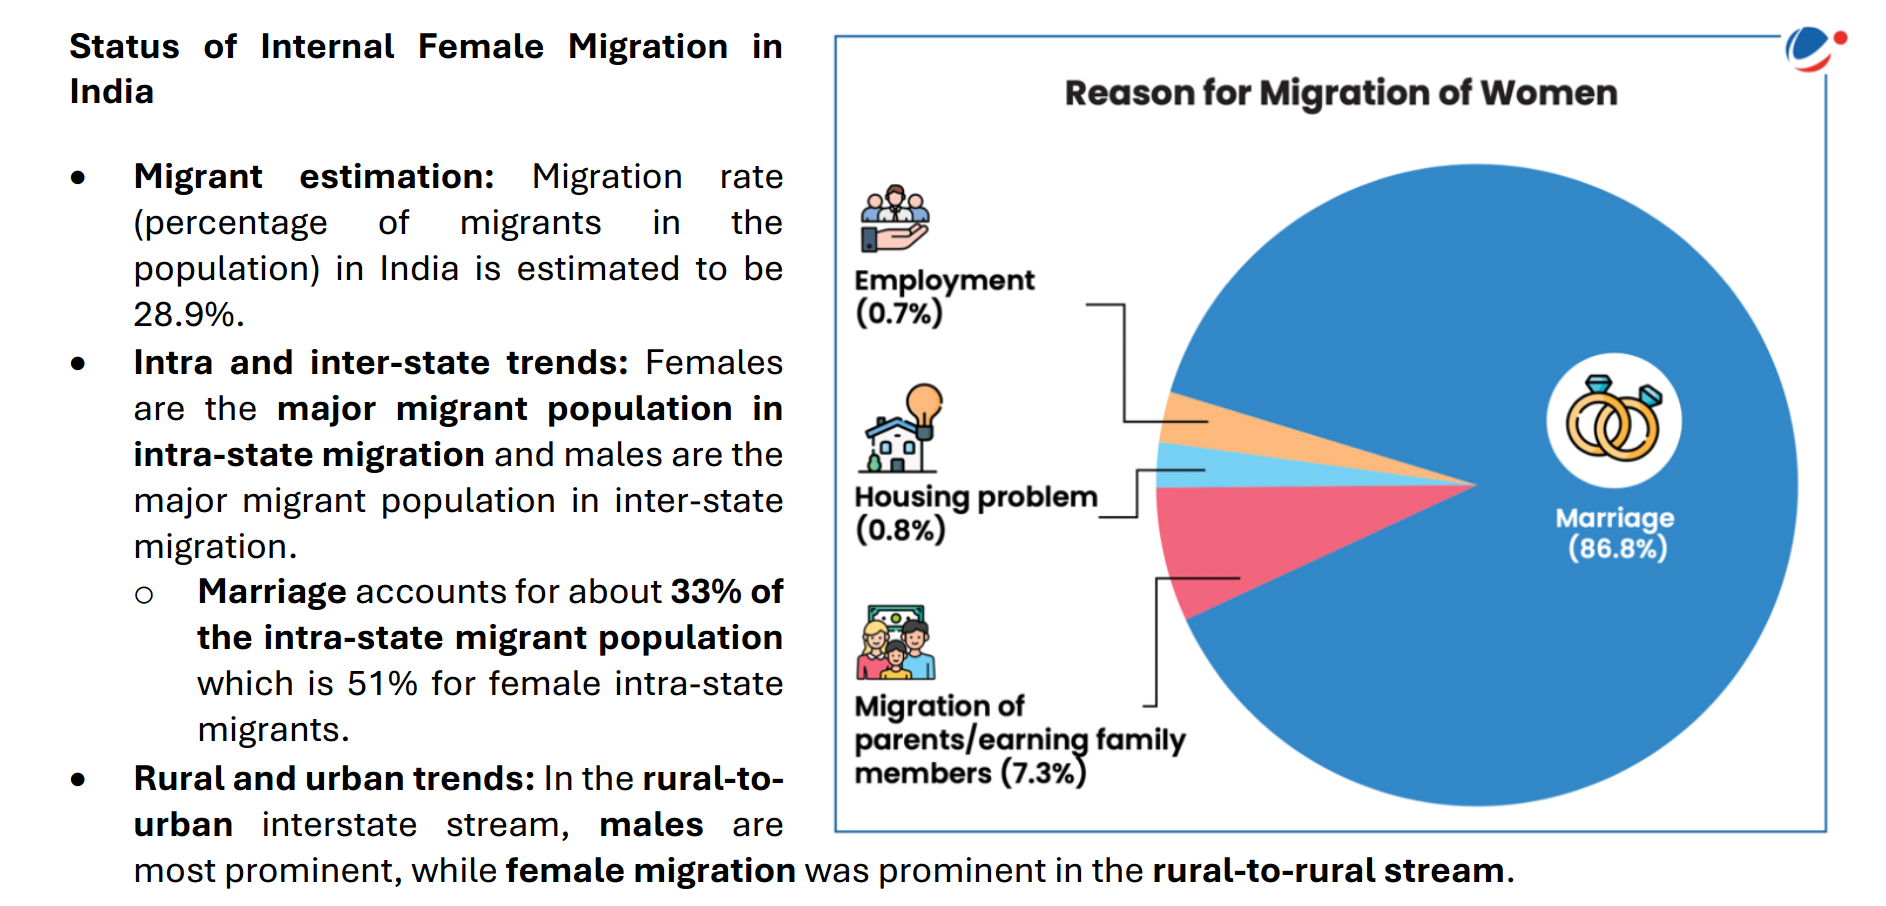 Status of Internal Female Migration in
India
• Migrant estimation: Migration rate
(percentage of migrants in the
population) in India is estimated to be
28.9%.
• Intra and inter-state trends: Females
are the major migrant population in
intra-state migration and males are the
major migrant population in inter-state
migration.
o Marriage accounts for about 33% of
the intra-state migrant population
which is 51% for female intra-state
migrants.
• Rural and urban trends: In the rural-to-
urban interstate stream, males are
most prominent, while female migration was prominent in the rural-to-rural stream.
Reason for Migration of Women
Employment
(0.7%)
Housing problem
(0.8%)
Migration of
parents/earning family
members (7.3%)
Marriage
(86.8%)